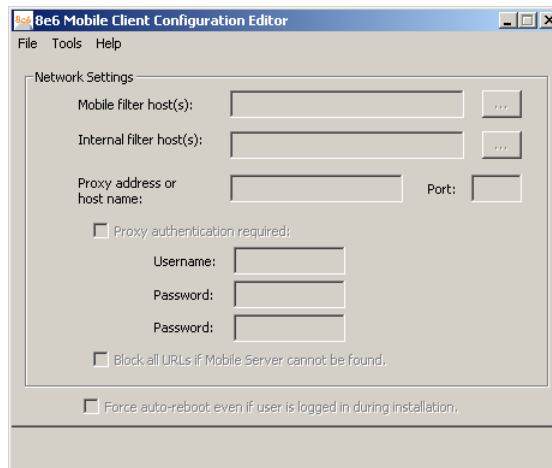 8e6 8e6 Mobile Client Configuration Editor
File Tools Help
Network Settings
Mobile filter host(s):
...
Internal filter host(s):
...
Proxy address or
host name:
Port:
Proxy authentication required:
Username:
Password:
Password:
Block all URLs if Mobile Server cannot be found.
Force auto-reboot even if user is logged in during installation.